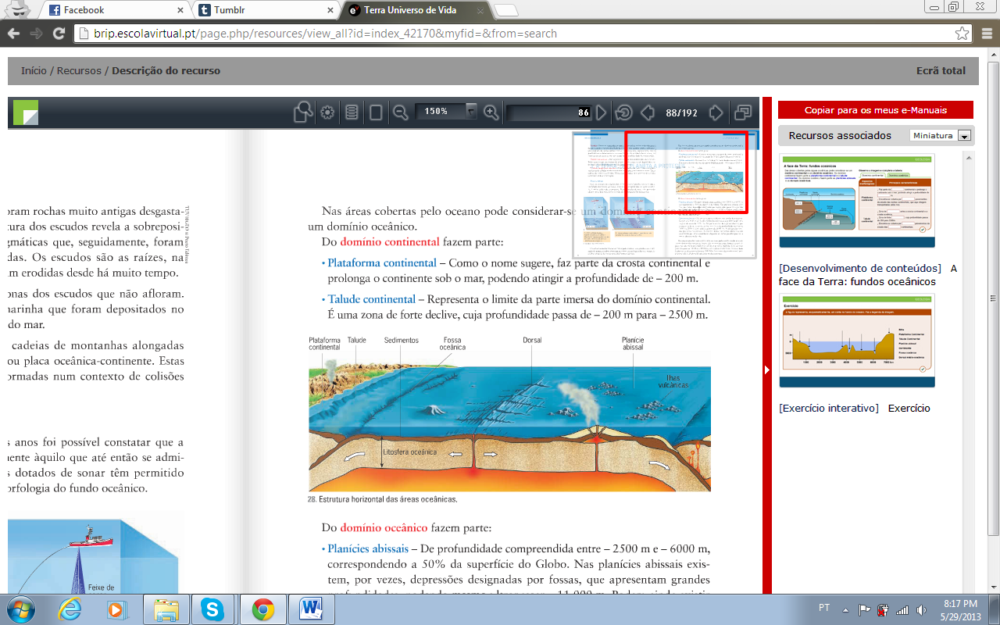 Facebook
Tumblr
Terra Universo de Vida
brip.escolavirtual.pt/page.php/resources/view_all?id=index_42170&myfid=&from=search
Início / Recursos / Descrição do recurso
Ecrã total
150%
86
88/192
Copiar para os meus e-Manuais
Recursos associados
Miniatura
oram rochas muito antigas desgasta-
tura dos escudos revela a sobreposi-
gmáticas que, seguidamente, foram
das. Os escudos são as raízes, na
m erodidas desde há muito tempo.
onas dos escudos que não afloram.
narinha que foram depositados no
do mar.
cadeias de montanhas alongadas
ou placa oceânica-continente. Estas
ormadas num contexto de colisões
s anos foi possível constatar que a
nente àquilo que até então se admi-
s dotados de sonar têm permitido
orfologia do fundo oceânico.
Feixe de
Nas áreas cobertas pelo oceano pode considerar-se um
um domínio oceânico.
Do domínio continental fazem parte:
• Plataforma continental – Como o nome sugere, faz parte da crosta continental e
prolonga o continente sob o mar, podendo atingir a profundidade de – 200 m.
• Talude continental – Representa o limite da parte imersa do domínio continental.
É uma zona de forte declive, cuja profundidade passa de – 200 m para – 2500 m.
Plataforma continental
Talude
Sedimentos
Fossa oceânica
Dorsal
Planície abissal
Ilhas vulcânicas
Litosfera oceânica
28. Estrutura horizontal das áreas oceânicas.
Do domínio oceânico fazem parte:
• Planícies abissais – De profundidade compreendida entre – 2500 m e – 6000 m,
correspondendo a 50% da superfície do Globo. Nas planícies abissais exis-
tem, por vezes, depressões designadas por fossas, que apresentam grandes
A face da Terra: fundos oceânicos
[Desenvolvimento de conteúdos] A
face da Terra: fundos oceânicos
Exercício
[Exercício interativo] Exercício
PT
8:17 PM
5/29/2013